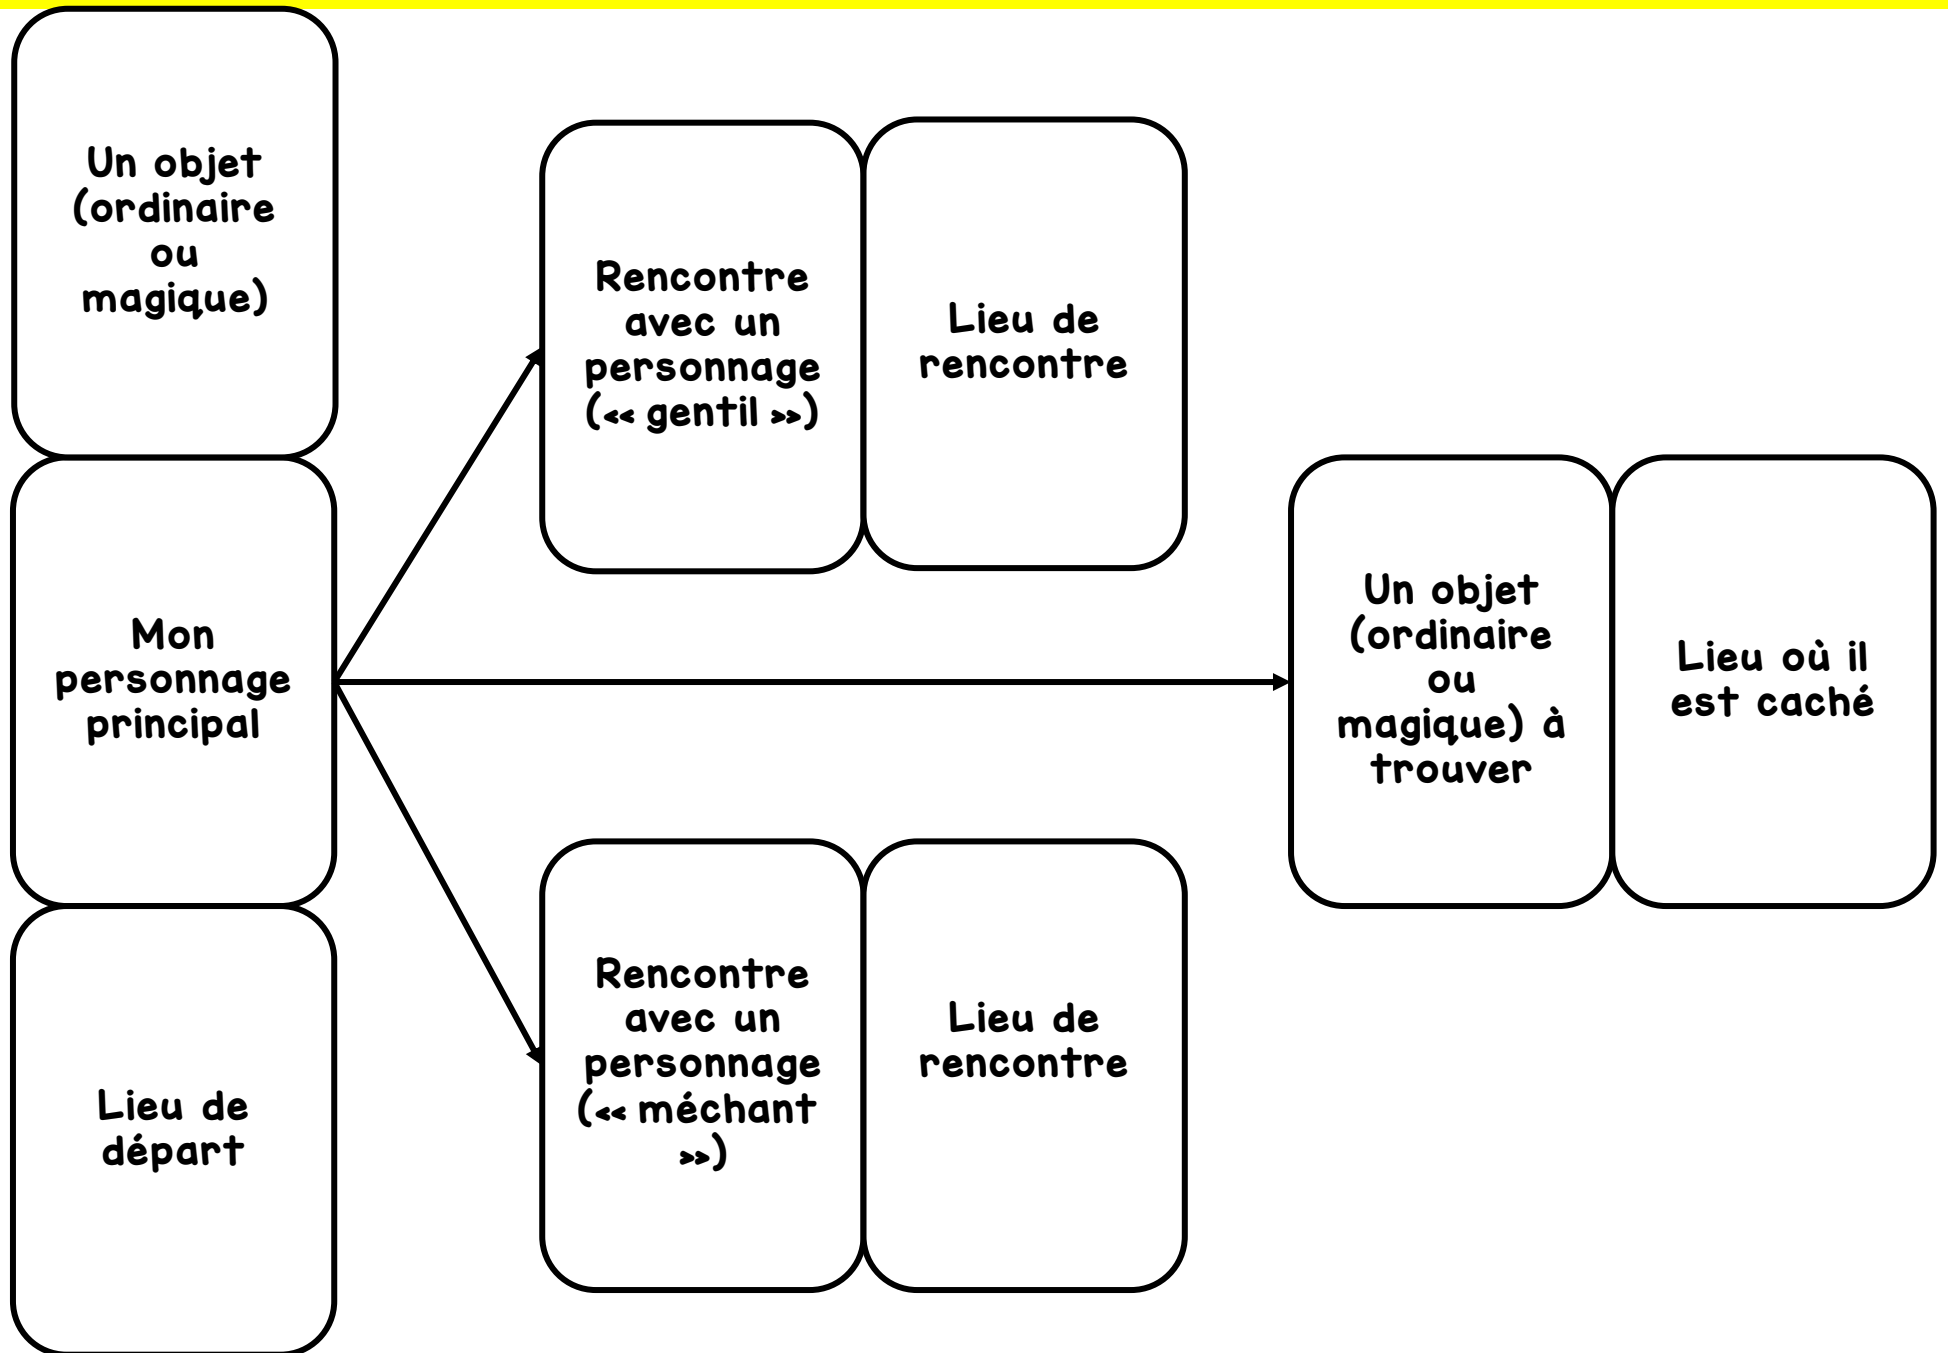 Un objet
(ordinaire
ou
magique)
Mon
personnage
principal
Lieu de
départ
Rencontre
avec un
personnage
(« gentil »)
Lieu de
rencontre
Rencontre
avec un
personnage
(« méchant
»)
Lieu de
rencontre
Un objet
(ordinaire
ou
magique) à
trouver
Lieu où il
est caché